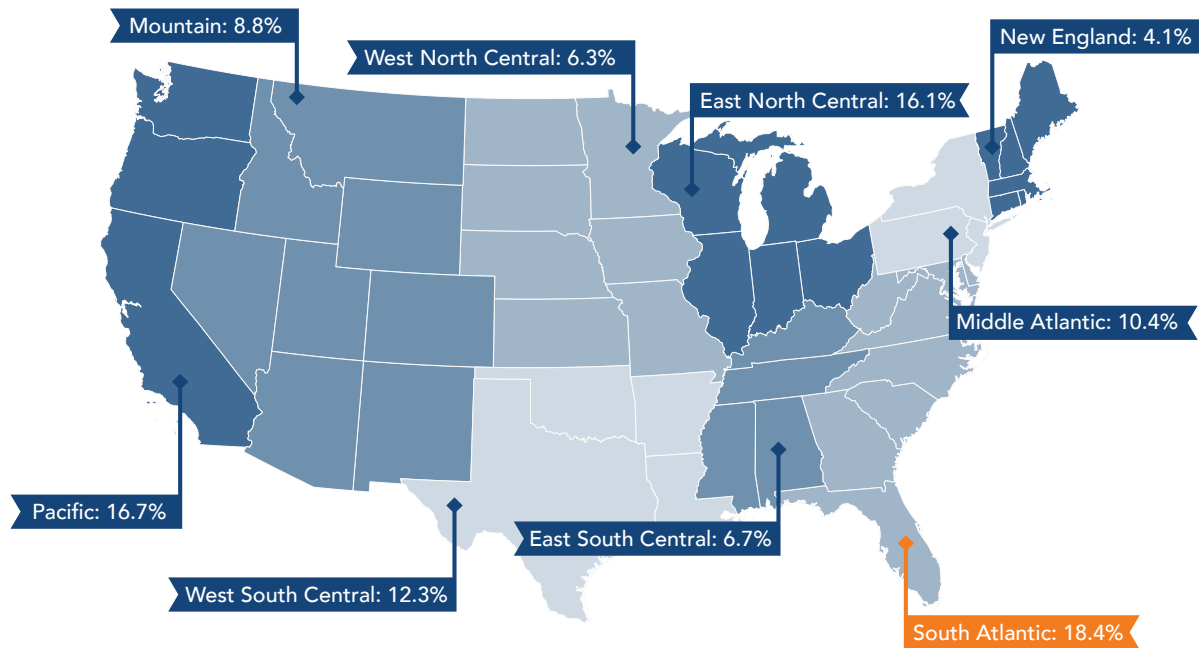 Mountain: 8.8%
New England: 4.1%
West North Central: 6.3%
East North Central: 16.1%
Middle Atlantic: 10.4%
Pacific: 16.7%
East South Central: 6.7%
West South Central: 12.3%
South Atlantic: 18.4%